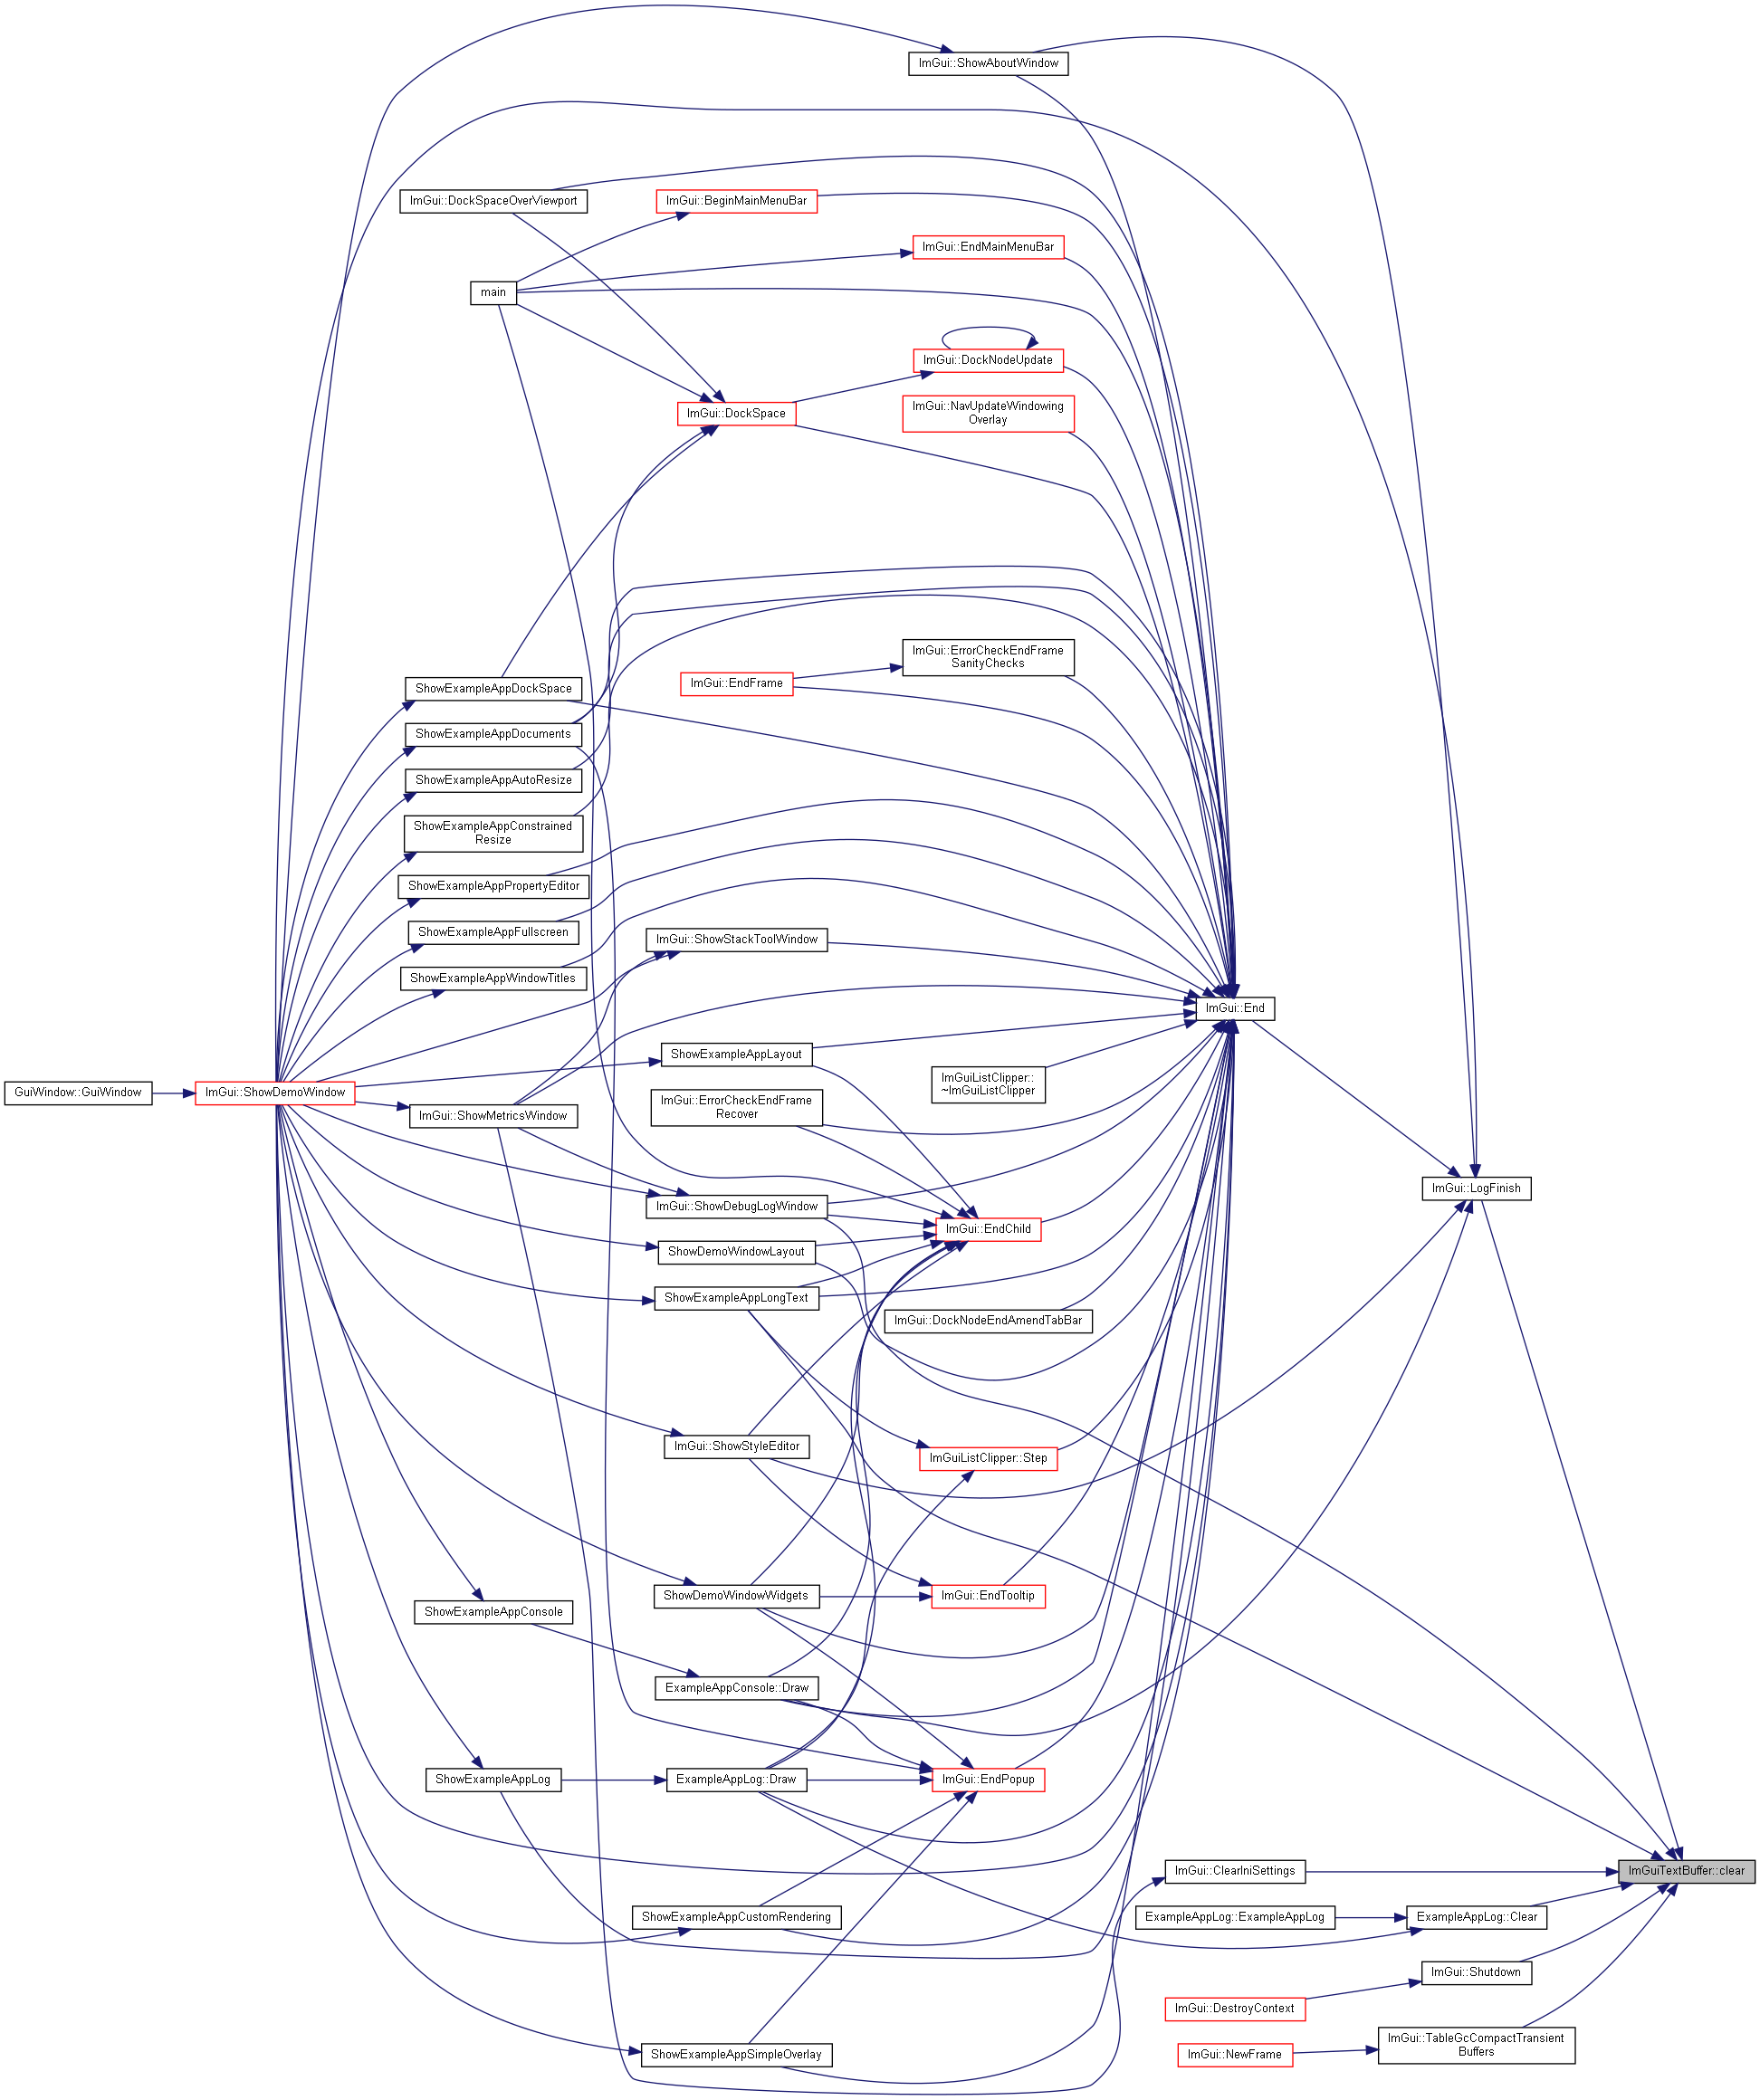 ImGui::ShowAboutWindow
ImGui::DockSpaceOverViewport
ImGui::BeginMainMenuBar
ImGui::EndMainMenuBar
main
ImGui::DockNodeUpdate
ImGui::DockSpace
ImGui::NavUpdateWindowing
Overlay
ImGui::ErrorCheckEndFrame
SanityChecks
ImGui::EndFrame
ShowExampleAppDockSpace
ShowExampleAppDocuments
ShowExampleAppAutoResize
ShowExampleAppConstrained
Resize
ShowExampleAppPropertyEditor
ShowExampleAppFullscreen
ImGui::ShowStackToolWindow
ShowExampleAppWindowTitles
ImGui::End
ShowExampleAppLayout
ImGuiListClipper::
~ImGuiListClipper
GuiWindow::GuiWindow
ImGui::ShowDemoWindow
ImGui::ErrorCheckEndFrame
Recover
ImGui::ShowMetricsWindow
ImGui::LogFinish
ImGui::ShowDebugLogWindow
ImGui::EndChild
ShowDemoWindowLayout
ShowExampleAppLongText
ImGui::DockNodeEndAmendTabBar
ImGui::ShowStyleEditor
ImGuiListClipper::Step
ShowDemoWindowWidgets
ImGui::EndTooltip
ShowExampleAppConsole
ExampleAppConsole::Draw
ShowExampleAppLog
ExampleAppLog::Draw
ImGui::EndPopup
ImGui::ClearIniSettings
ImGuiTextBuffer::clear
ShowExampleAppCustomRendering
ExampleAppLog::ExampleAppLog
ExampleAppLog::Clear
ImGui::Shutdown
ImGui::DestroyContext
ImGui::TableGcCompactTransient
Buffers
ShowExampleAppSimpleOverlay
ImGui::NewFrame